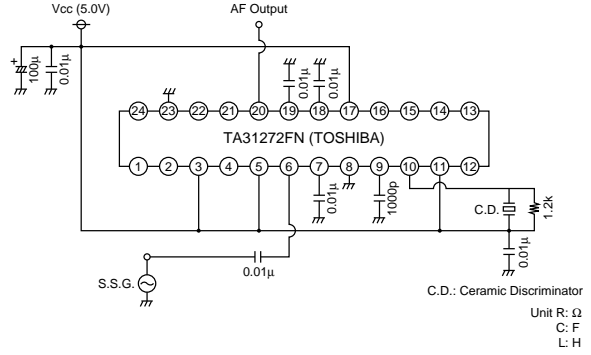 Vcc (5.0V)
AF Output
+
100μ
0.01μ
0.01μ
0.01μ
24 23 22 21 20 19 18 17 16 15 14 13
TA31272FN (TOSHIBA)
1 2 3 4 5 6 7 8 9 10 11 12
0.01μ
1000p
C.D.
1.2k
0.01μ
0.01μ
S.S.G.
C.D.: Ceramic Discriminator
Unit R: Ω
C: F
L: H